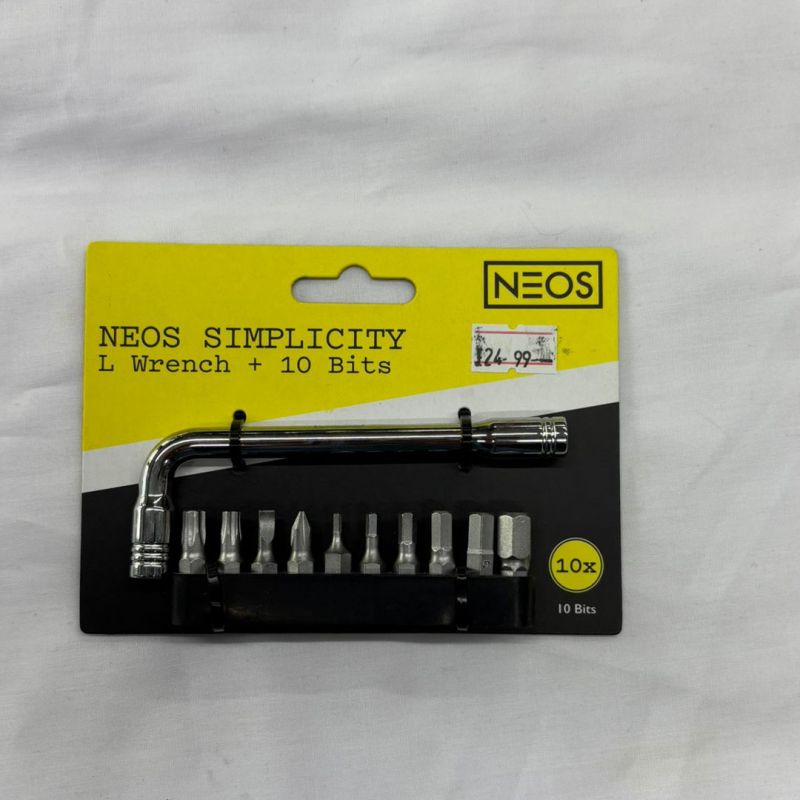 NEOS
NEOS SIMPLICITY
L Wrench + 10 Bits
£24-99
10x
10 Bits